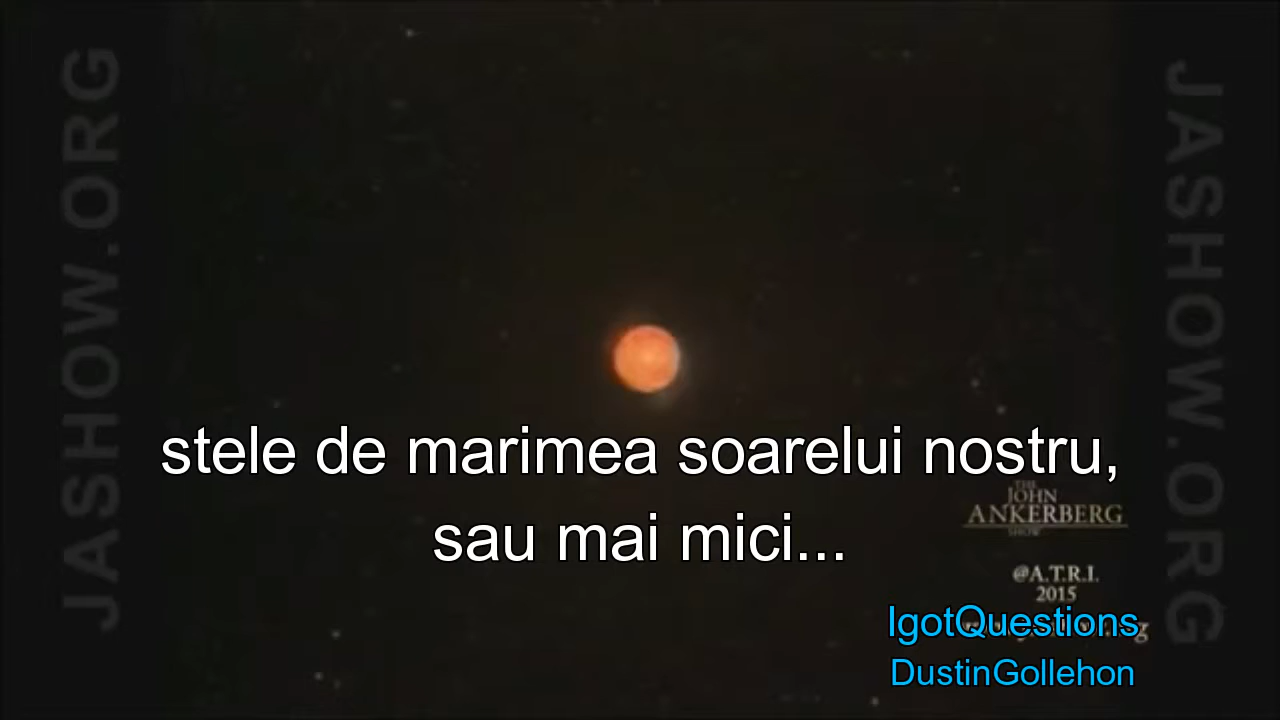 JASHOW.ORG
JASHOW.ORG
stele de marimea soarelui nostru,
sau mai mici...
THE
JOHN
ANKERBERG
SHOW
@A.T.R.I.
2015
IgotQuestions
DustinGollehon